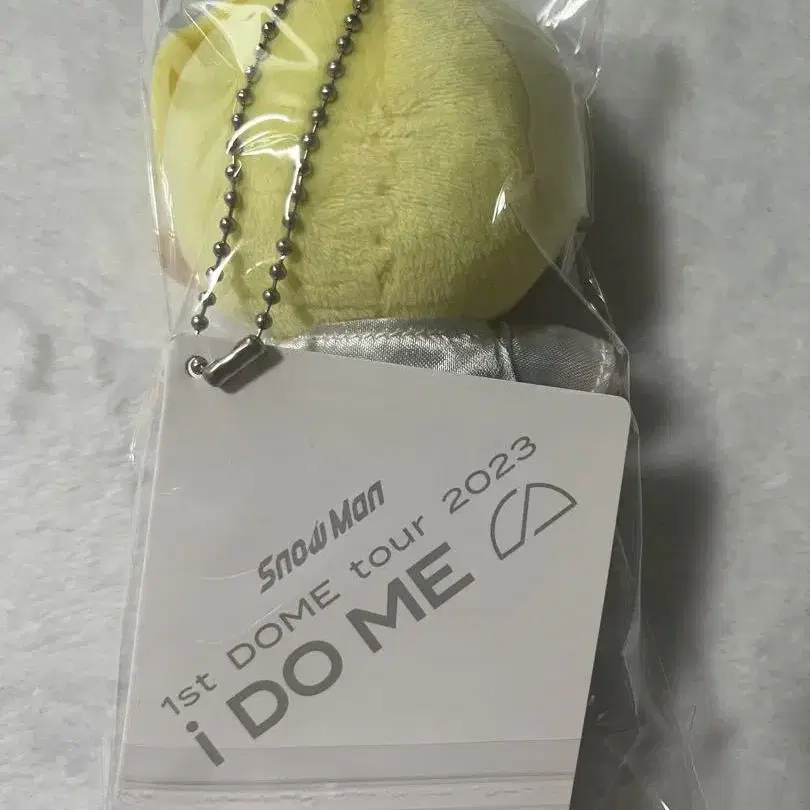 Snow Man
1st DOME tour 2023
i DO ME